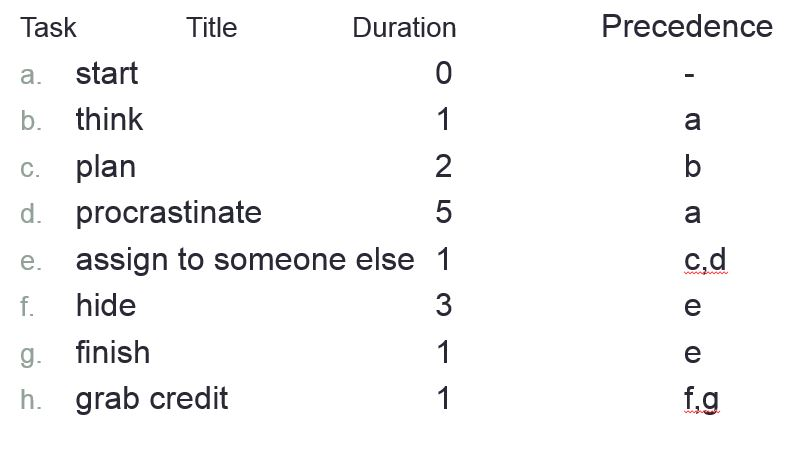 Task Title Duration Precedence
a. start 0 -
b. think 1 a
c. plan 2 b
d. procrastinate 5 a
e. assign to someone else 1 c,d
f. hide 3 e
g. finish 1 e
h. grab credit 1 f,g